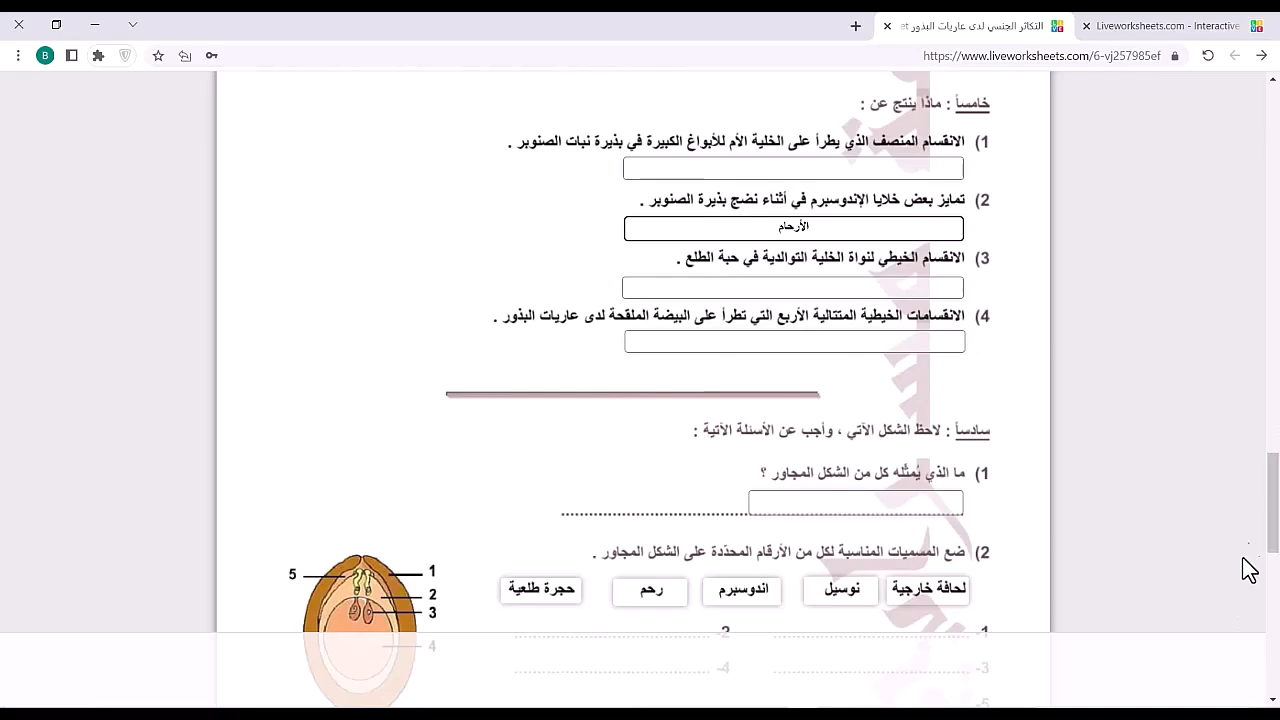 التكاثر الجنسي لدى عاريات البذور et
Liveworksheets.com - Interactive
https://www.liveworksheets.com/6-vj257985ef
B
خامساً : ماذا ينتج عن :
1) الانقسام المنصف الذي يطرأ على الخلية الأم للأبواغ الكبيرة في بذيرة نبات الصنوبر .
2) تمايز بعض خلايا الإندوسبرم في أثناء نضج بذيرة الصنوبر .
الأرحام
3) الانقسام الخيطي لنواة الخلية التوالدية في حبة الطلع .
4) الانقسامات الخيطية المتتالية الأربع التي تطرأ على البيضة الملقحة لدى عاريات البذور .
سادساً : لاحظ الشكل الآتي ، وأجب عن الأسئلة الآتية :
1) ما الذي يُمثّله كل من الشكل المجاور ؟
2) ضع المسميات المناسبة لكل من الأرقام المحدّدة على الشكل المجاور .
لحافة خارجية
نوسيل
اندوسبرم
رحم
حجرة طلعية
1-
2-
3-
4-
5-
5
1
2
3
4